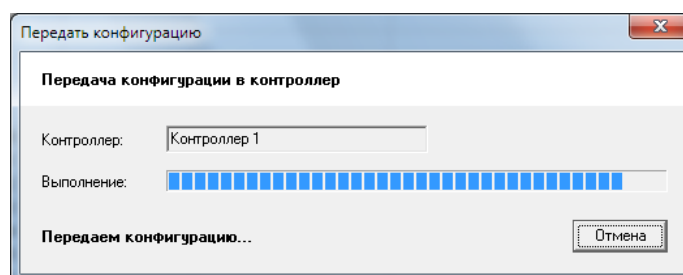 Передать конфигурацию
Передача конфигурации в контроллер
Контроллер: Контроллер 1
Выполнение:
Передаем конфигурацию...
Отмена